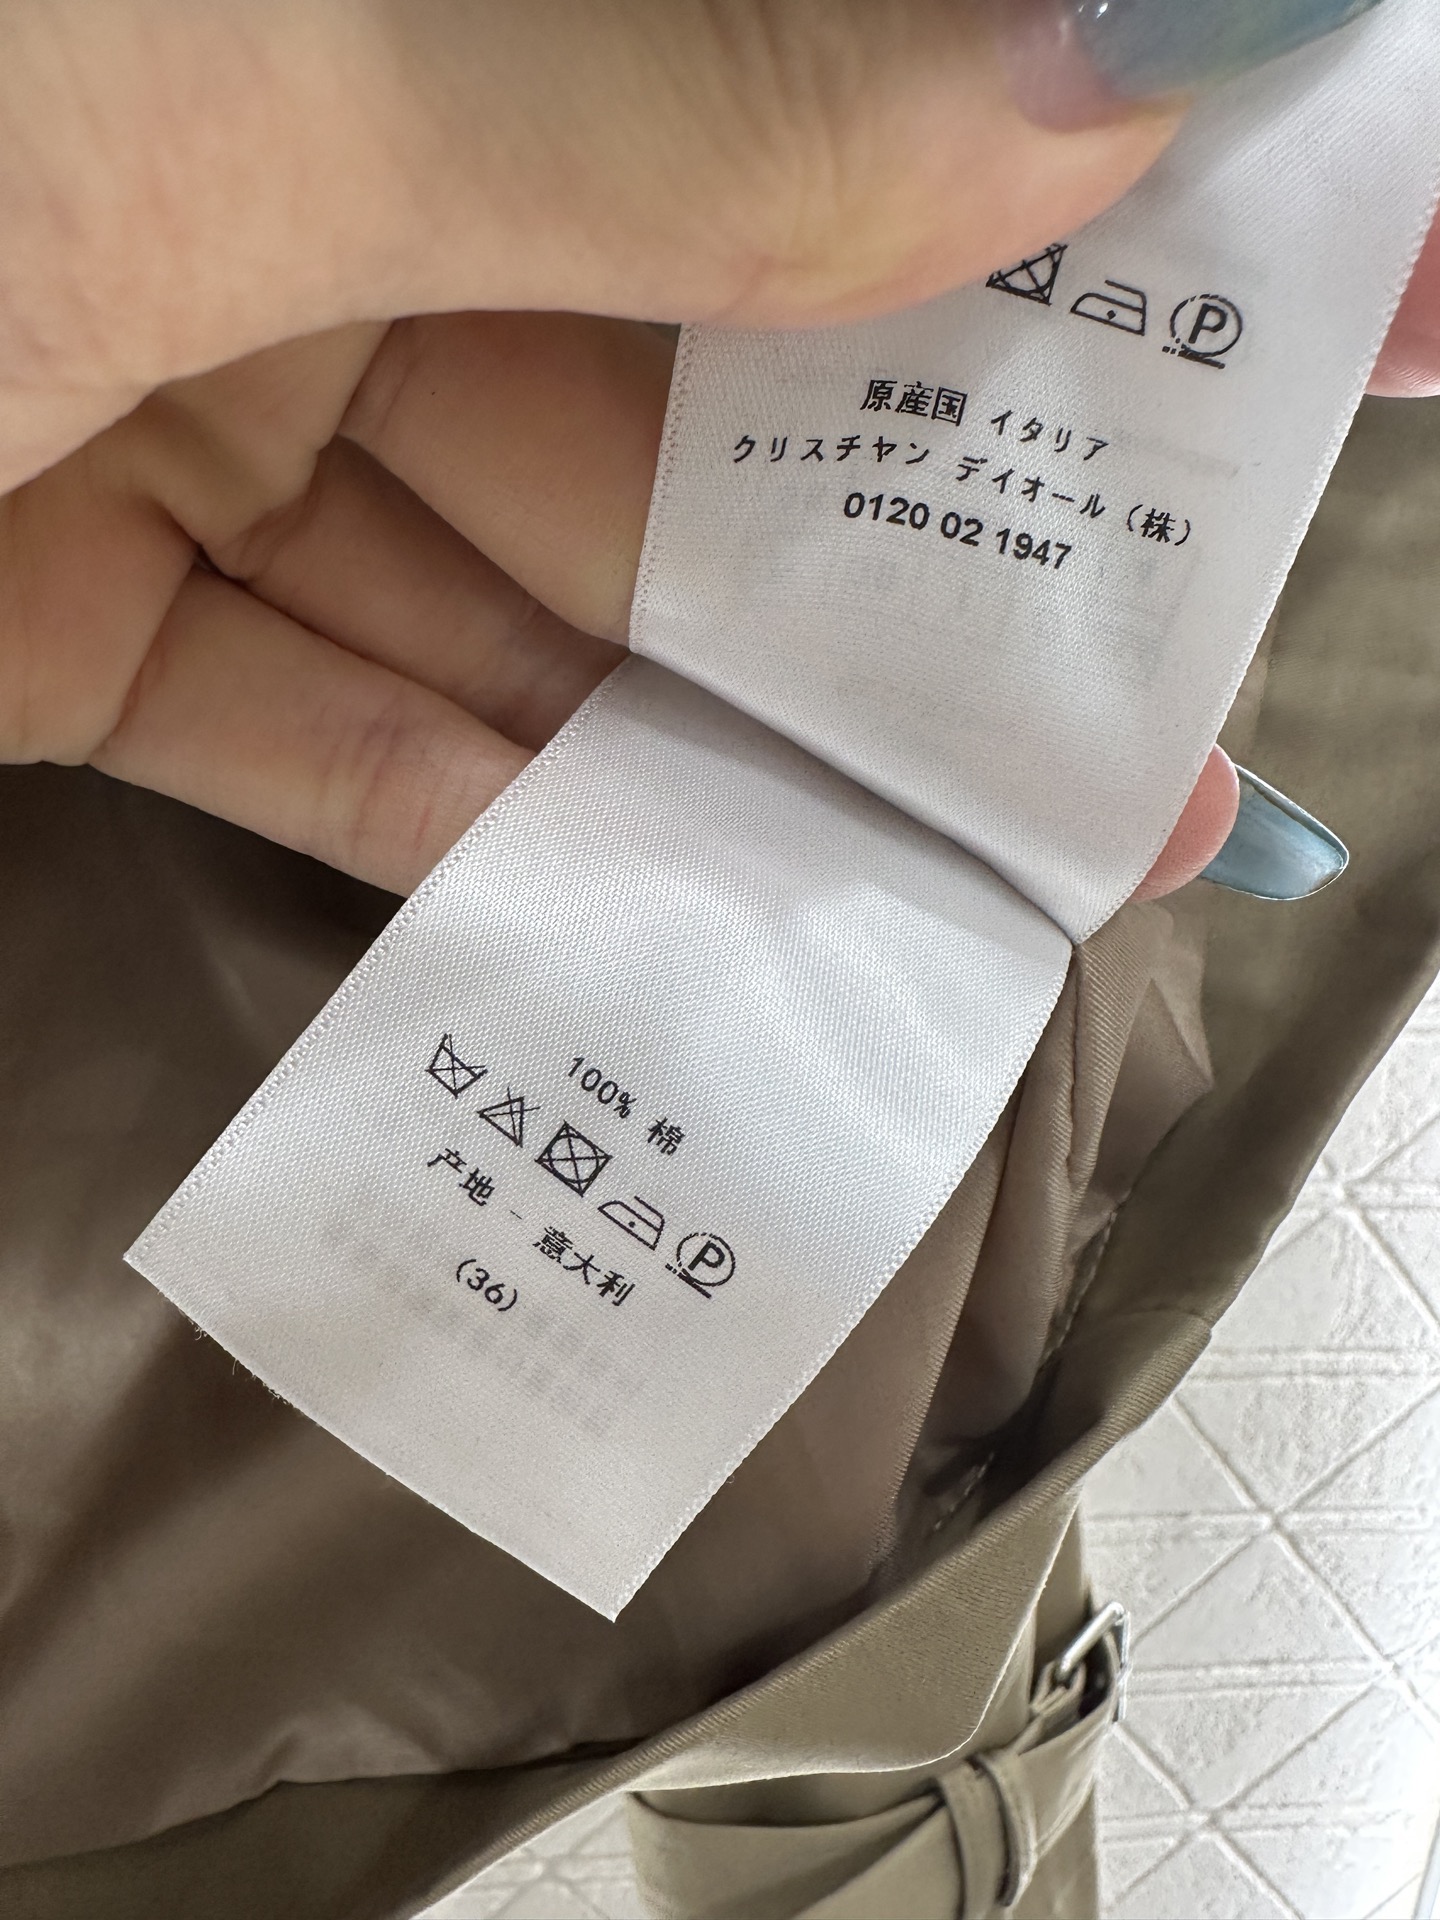 P
原産国 イタリア
クリスチャン ディオール（株）
0120 02 1947
100% 棉
P
产地 - 意大利
(36)